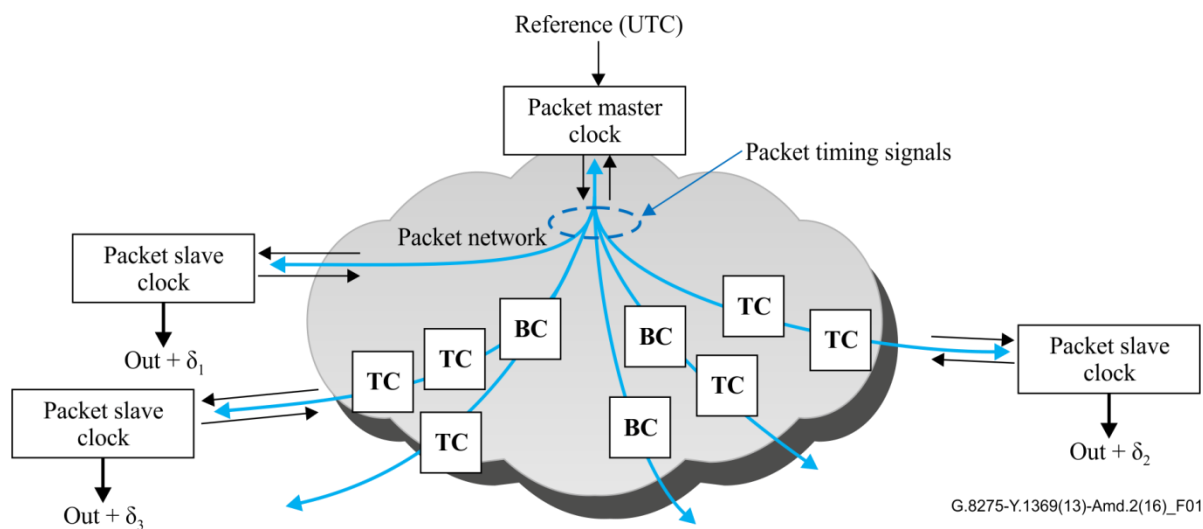 Reference (UTC)
Packet master
clock
Packet timing signals
Packet network
Packet slave
clock
Out + δ1
TC
TC
BC
BC
TC
TC
TC
TC
BC
TC
Packet slave
clock
Out + δ2
Packet slave
clock
Out + δ3
G.8275-Y.1369(13)-Amd.2(16)_F01